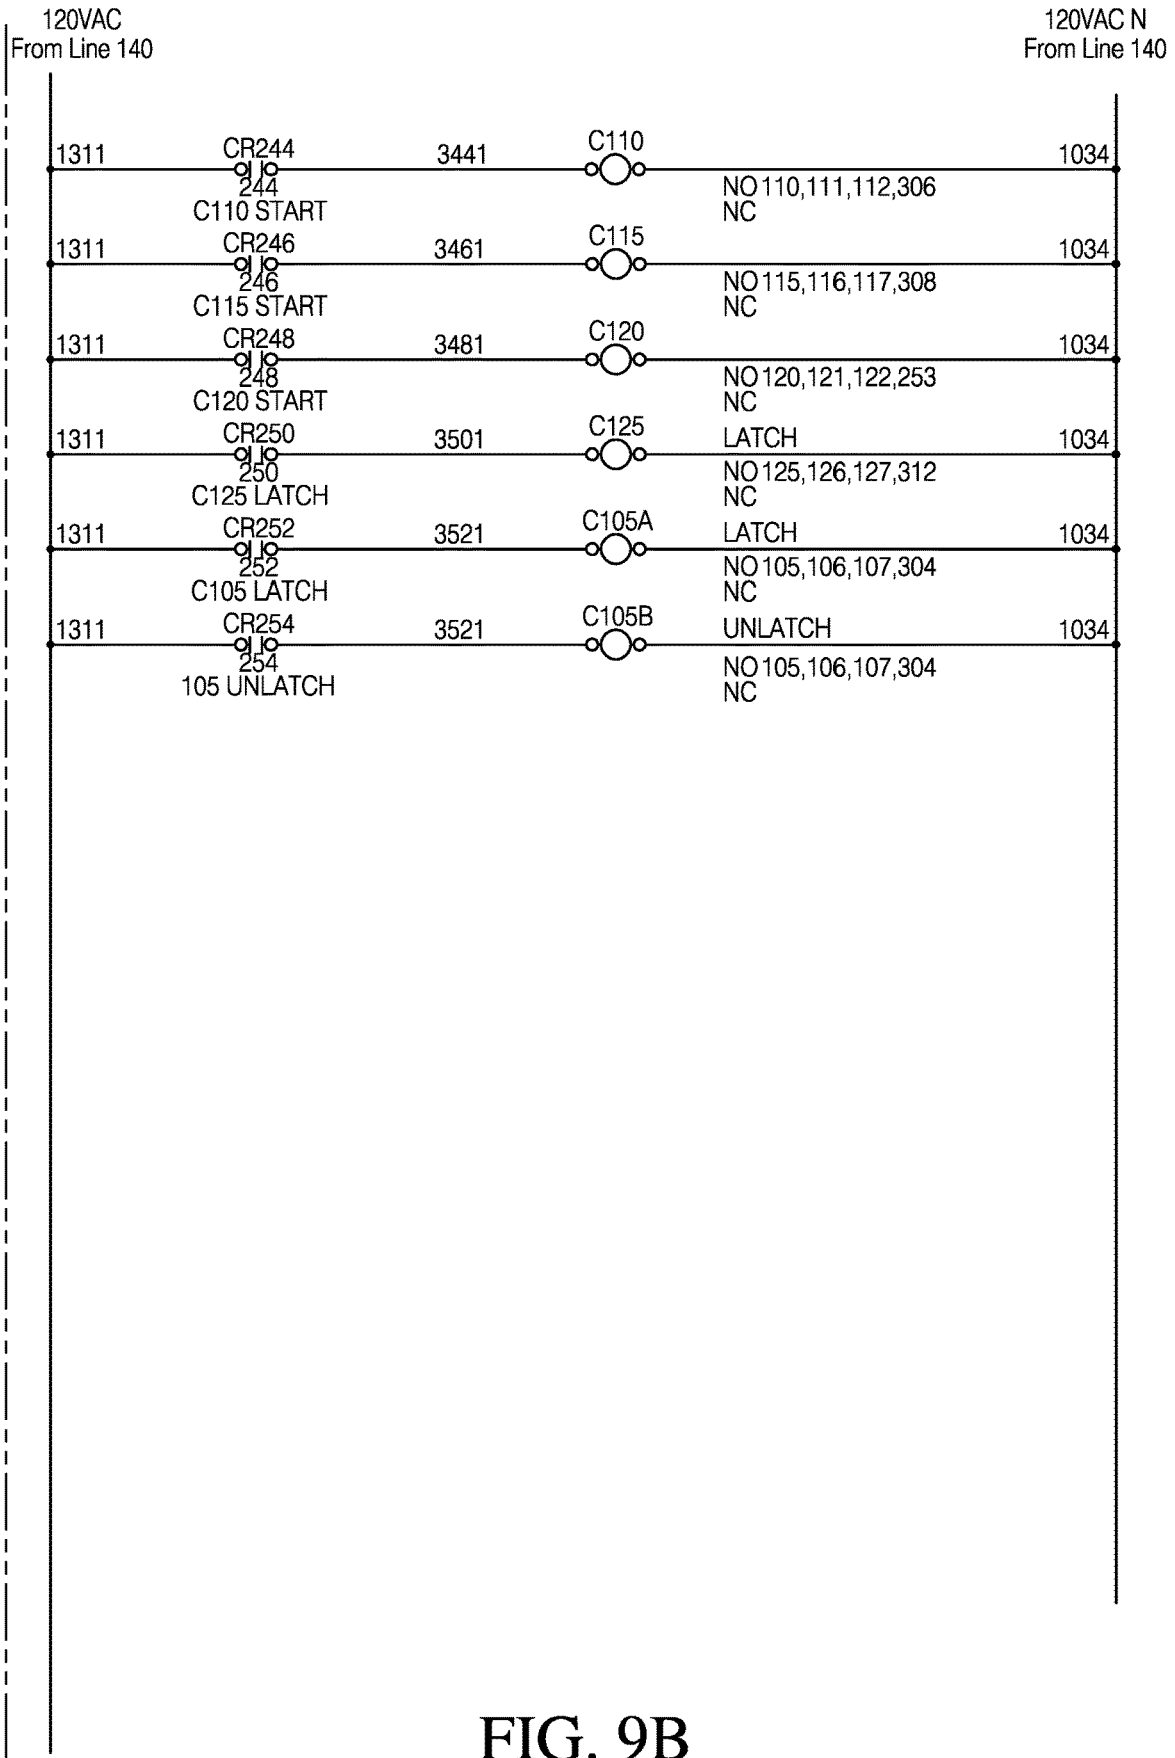 120VAC
From Line 140
120VAC N
From Line 140
1311 CR244 3441 C110 1034
244
C110 START
NO 110,111,112,306
NC
1311 CR246 3461 C115 1034
246
C115 START
NO 115,116,117,308
NC
1311 CR248 3481 C120 1034
248
C120 START
NO 120,121,122,253
NC
1311 CR250 3501 C125 LATCH 1034
250
C125 LATCH
NO 125,126,127,312
NC
1311 CR252 3521 C105A LATCH 1034
252
C105 LATCH
NO 105,106,107,304
NC
1311 CR254 3521 C105B UNLATCH 1034
254
105 UNLATCH
NO 105,106,107,304
NC
FIG. 9B